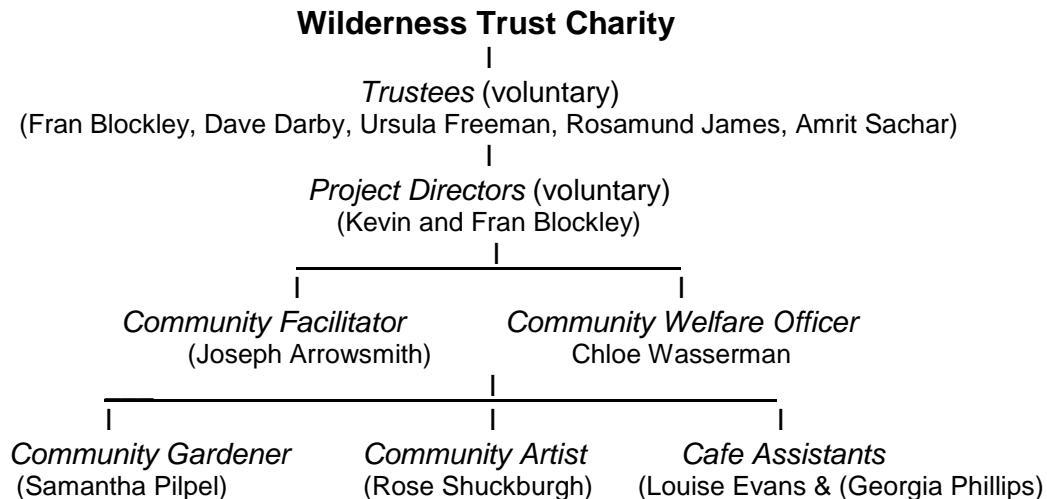 Wilderness Trust Charity
Trustees (voluntary)
(Fran Blockley, Dave Darby, Ursula Freeman, Rosamund James, Amrit Sachar)
Project Directors (voluntary)
(Kevin and Fran Blockley)
Community Facilitator Community Welfare Officer
(Joseph Arrowsmith) Chloe Wasserman
Community Gardener Community Artist Cafe Assistants
(Samantha Pilpel) (Rose Shuckburgh) (Louise Evans & (Georgia Phillips)